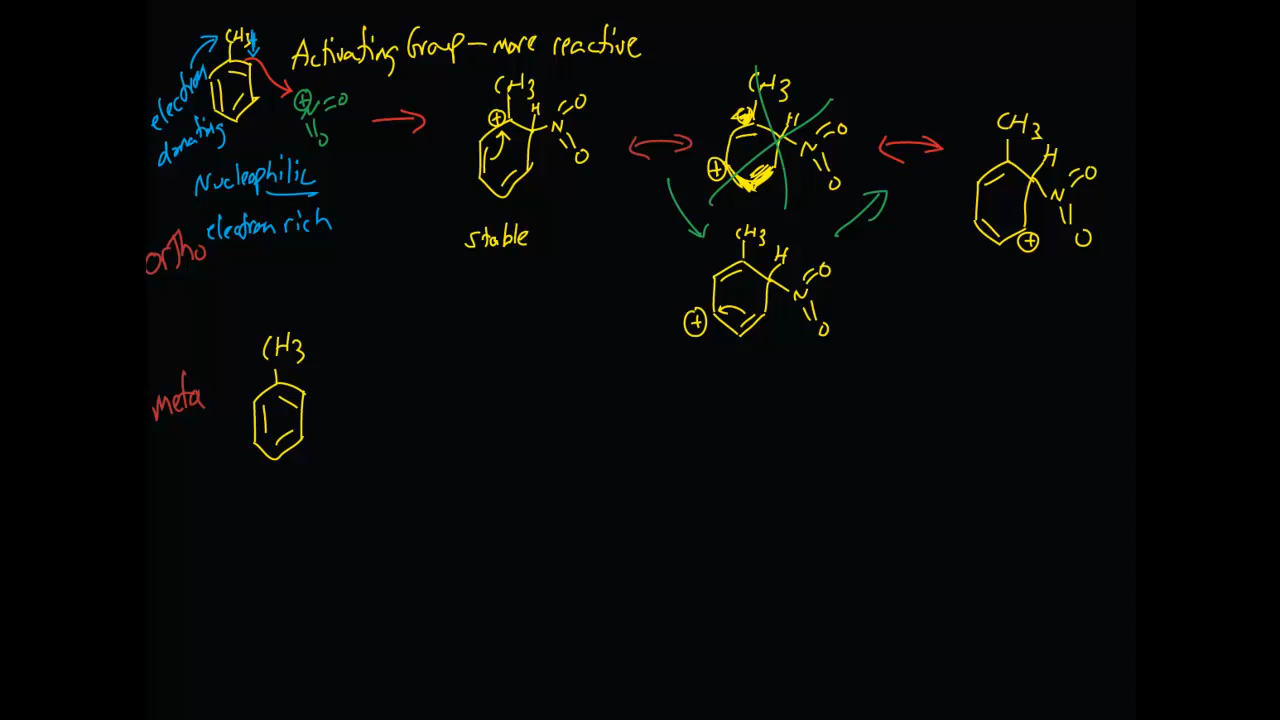 CH3
Activating Group – more reactive
electron
donating
⊕ N = O
O
Nucleophilic
electron rich
ortho
CH3
⊕ H N O
O
stable
CH3
⊕ H N O
O
⊕
CH3
H N O
O
⊕
CH3
H
N O
O
⊕
meta
CH3